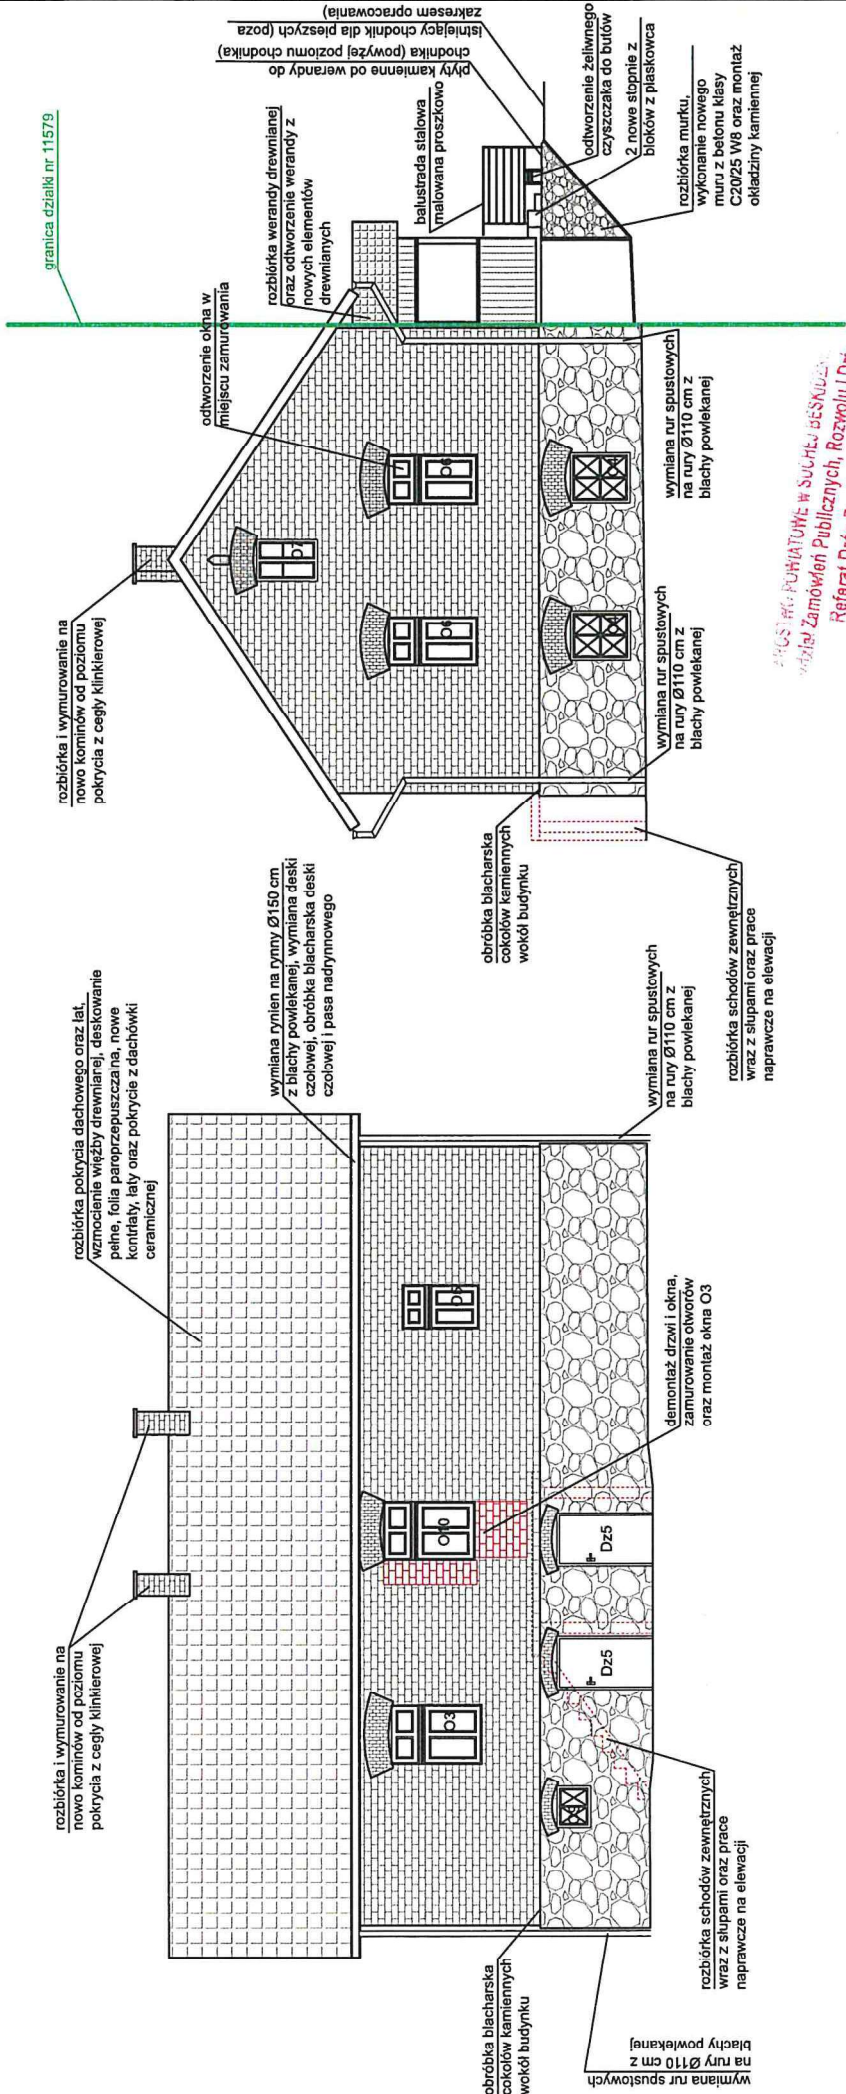 rozbiórka i wymurowanie na
nowo kominów od poziomu
pokrycia z cegły klinkierowej
rozbiórka pokrycia dachowego oraz łat,
wzmocienie więźby drewnianej, deskowanie
pełne, folia paroprzepuszczalna, nowe
kontrłaty, łaty oraz pokrycie z dachówki
ceramicznej
wymiana rynien na rynny Ø150 cm
z blachy powlekanej, wymiana deski
czołowej, obróbka blacharska deski
czołowej i pasa nadrynnowego
O3
O10
O9
Dz5
Dz5
obróbka blacharska
cokołów kamiennych
wokół budynku
wymiana rur spustowych
na rury Ø110 cm z
blachy powlekanej
rozbiórka schodów zewnętrznych
wraz z słupami oraz prace
naprawcze na elewacji
demontaż drzwi i okna,
zamurowanie otworów
oraz montaż okna O3
wymiana rur spustowych
na rury Ø110 cm z
blachy powlekanej
rozbiórka i wymurowanie na
nowo kominów od poziomu
pokrycia z cegły klinkierowej
odtworzenie okna w
miejscu zamurowania
granica działki nr 11579
rozbiórka werandy drewnianej
oraz odtworzenie werandy z
nowych elementów
drewnianych
balustrada stalowa
malowana proszkowo
płyty kamienne od werandy do
chodnika (powyżej poziomu chodnika)
istniejący chodnik dla pieszych (poza
zakresem opracowania)
odtworzenie żeliwnego
czyszczaka do butów
2 nowe stopnie z
bloków z piaskowca
rozbiórka murku,
wykonanie nowego
muru z betonu klasy
C20/25 W8 oraz montaż
okładziny kamiennej
O7
O6
O6
obróbka blacharska
cokołów kamiennych
wokół budynku
rozbiórka schodów zewnętrznych
wraz z słupami oraz prace
naprawcze na elewacji
wymiana rur spustowych
na rury Ø110 cm z
blachy powlekanej
wymiana rur spustowych
na rury Ø110 cm z
blachy powlekanej
POWIATOWE W SUCHEJ BESKIDZK
Zamówień Publicznych, Rozwoju i
Referat